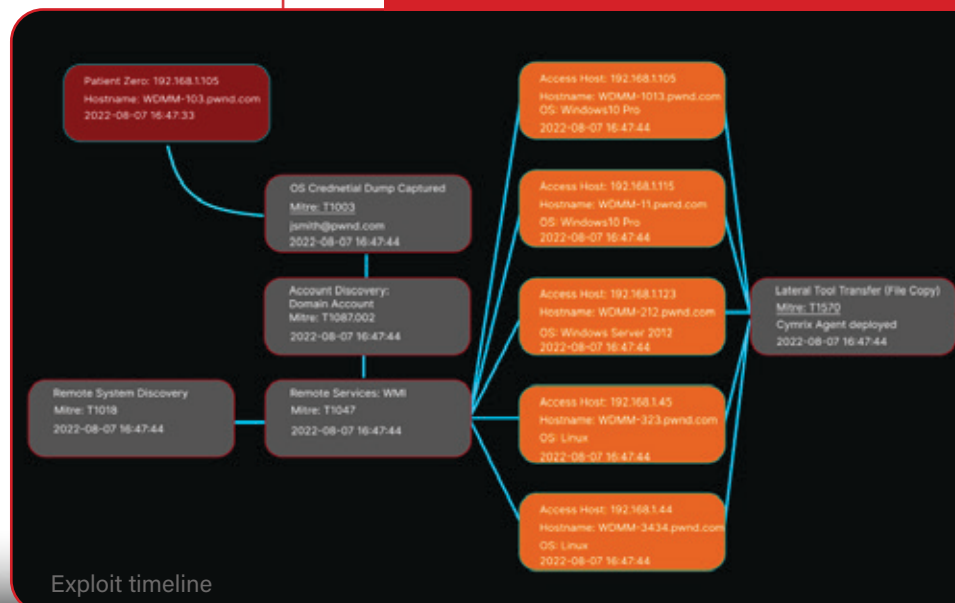 Patient Zero: 192.168.1.105
Hostname: WDMM-103.pwnd.com
2022-08-07 16:47:33
OS Crednetial Dump Captured
Mitre: T1003
jsmith@pwnd.com
2022-08-07 16:47:44
Account Discovery:
Domain Account
Mitre: T1087.002
2022-08-07 16:47:44
Remote System Discovery
Mitre: T1018
2022-08-07 16:47:44
Remote Services: WMI
Mitre: T1047
2022-08-07 16:47:44
Access Host: 192.168.1.105
Hostname: WDMM-1013.pwnd.com
OS: Windows10 Pro
2022-08-07 16:47:44
Access Host: 192.168.1.115
Hostname: WDMM-11.pwnd.com
OS: Windows10 Pro
2022-08-07 16:47:44
Access Host: 192.168.1.123
Hostname: WDMM-212.pwnd.com
OS: Windows Server 2012
2022-08-07 16:47:44
Access Host: 192.168.1.45
Hostname: WDMM-323.pwnd.com
OS: Linux
2022-08-07 16:47:44
Access Host: 192.168.1.44
Hostname: WDMM-3434.pwnd.com
OS: Linux
2022-08-07 16:47:44
Lateral Tool Transfer (File Copy)
Mitre: T1570
Cymrix Agent deployed
2022-08-07 16:47:44
Exploit timeline